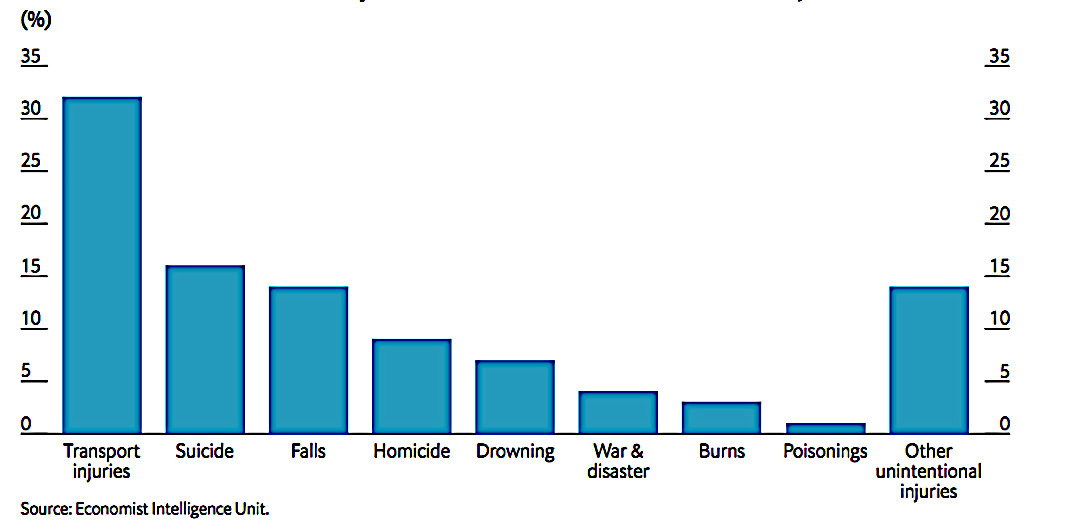 (%)
35
30
25
20
15
10
5
0
35
30
25
20
15
10
5
0
Transport
injuries
Suicide
Falls
Homicide
Drowning
War &
disaster
Burns
Poisonings
Other
unintentional
injuries
Source: Economist Intelligence Unit.